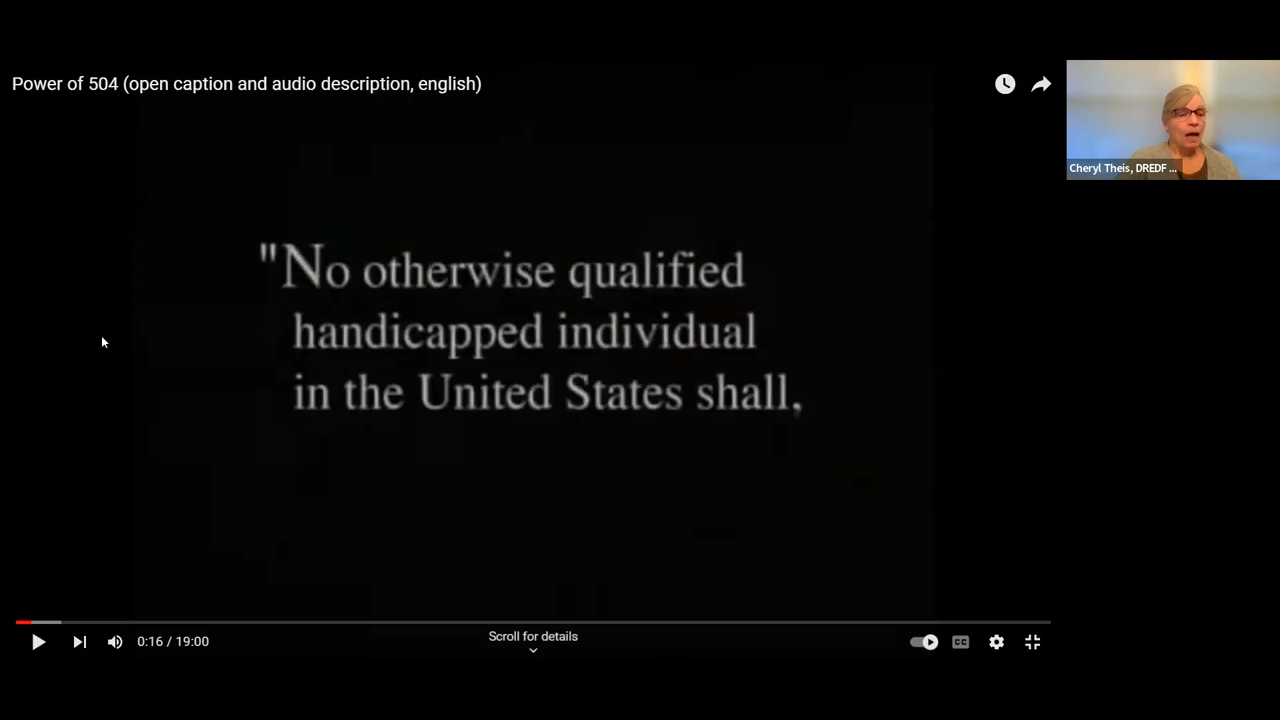 Power of 504 (open caption and audio description, english)
Cheryl Theis, DREDF ...
"No otherwise qualified
handicapped individual
in the United States shall,
0:16 / 19:00
Scroll for details
CC